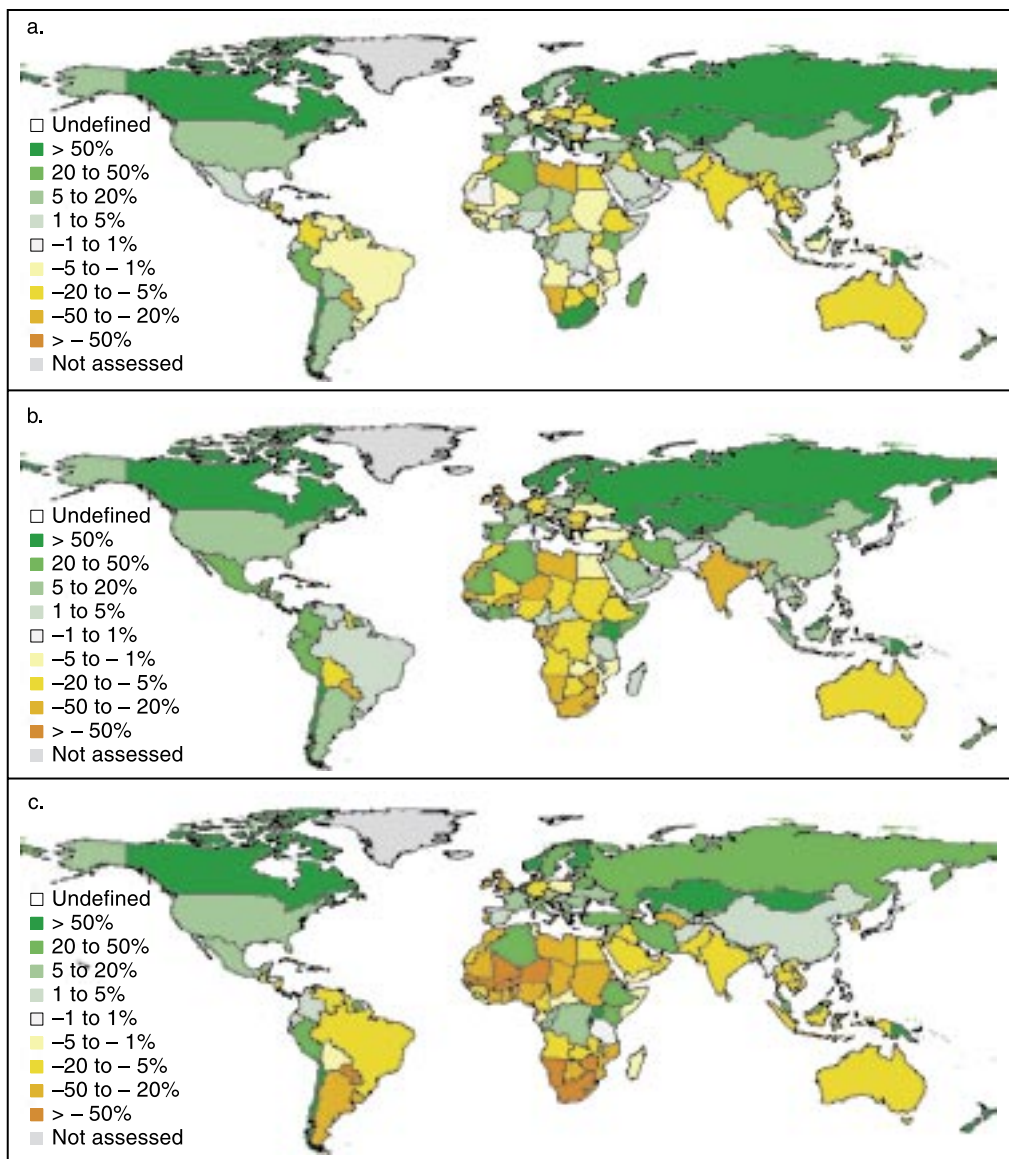 a.
Undefined
> 50%
20 to 50%
5 to 20%
1 to 5%
–1 to 1%
–5 to – 1%
–20 to – 5%
–50 to – 20%
> – 50%
Not assessed
b.
Undefined
> 50%
20 to 50%
5 to 20%
1 to 5%
–1 to 1%
–5 to – 1%
–20 to – 5%
–50 to – 20%
> – 50%
Not assessed
c.
Undefined
> 50%
20 to 50%
5 to 20%
1 to 5%
–1 to 1%
–5 to – 1%
–20 to – 5%
–50 to – 20%
> – 50%
Not assessed